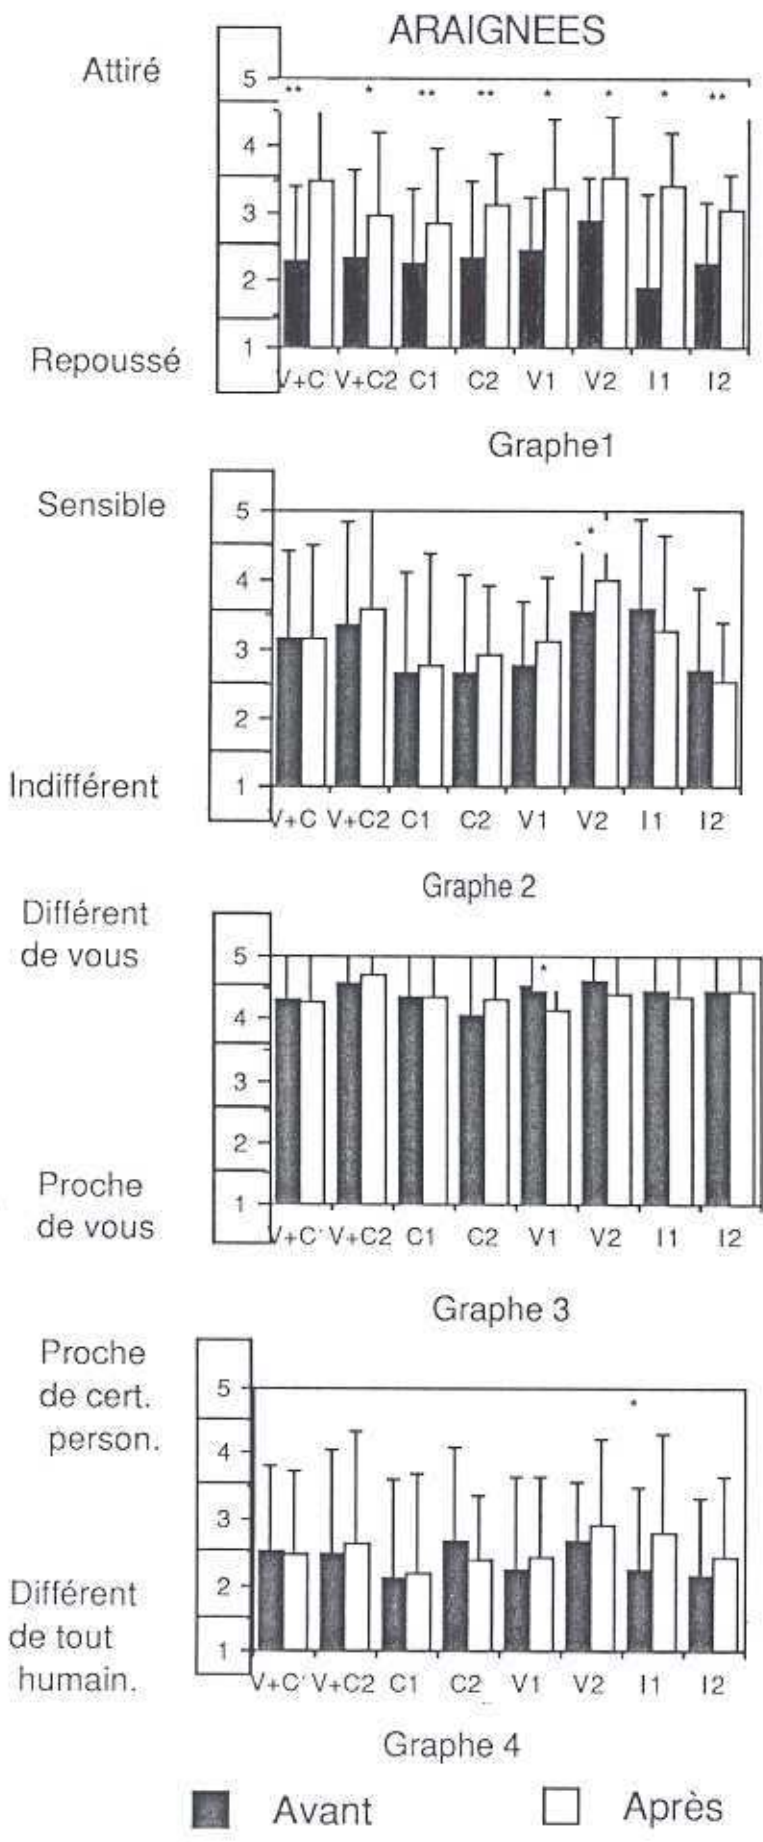 ARAIGNEES
Attiré
5
** * ** ** * * * **
4
3
2
1
Repoussé
V+C V+C2 C1 C2 V1 V2 I1 I2
Graphe1
Sensible
5
*
4
3
2
1
Indifférent
V+C V+C2 C1 C2 V1 V2 I1 I2
Graphe 2
Différent
de vous
5
*
4
3
2
1
Proche
de vous
V+C V+C2 C1 C2 V1 V2 I1 I2
Graphe 3
Proche
de cert.
person.
5
*
4
3
2
1
Différent
de tout
humain.
V+C V+C2 C1 C2 V1 V2 I1 I2
Graphe 4
Avant Après